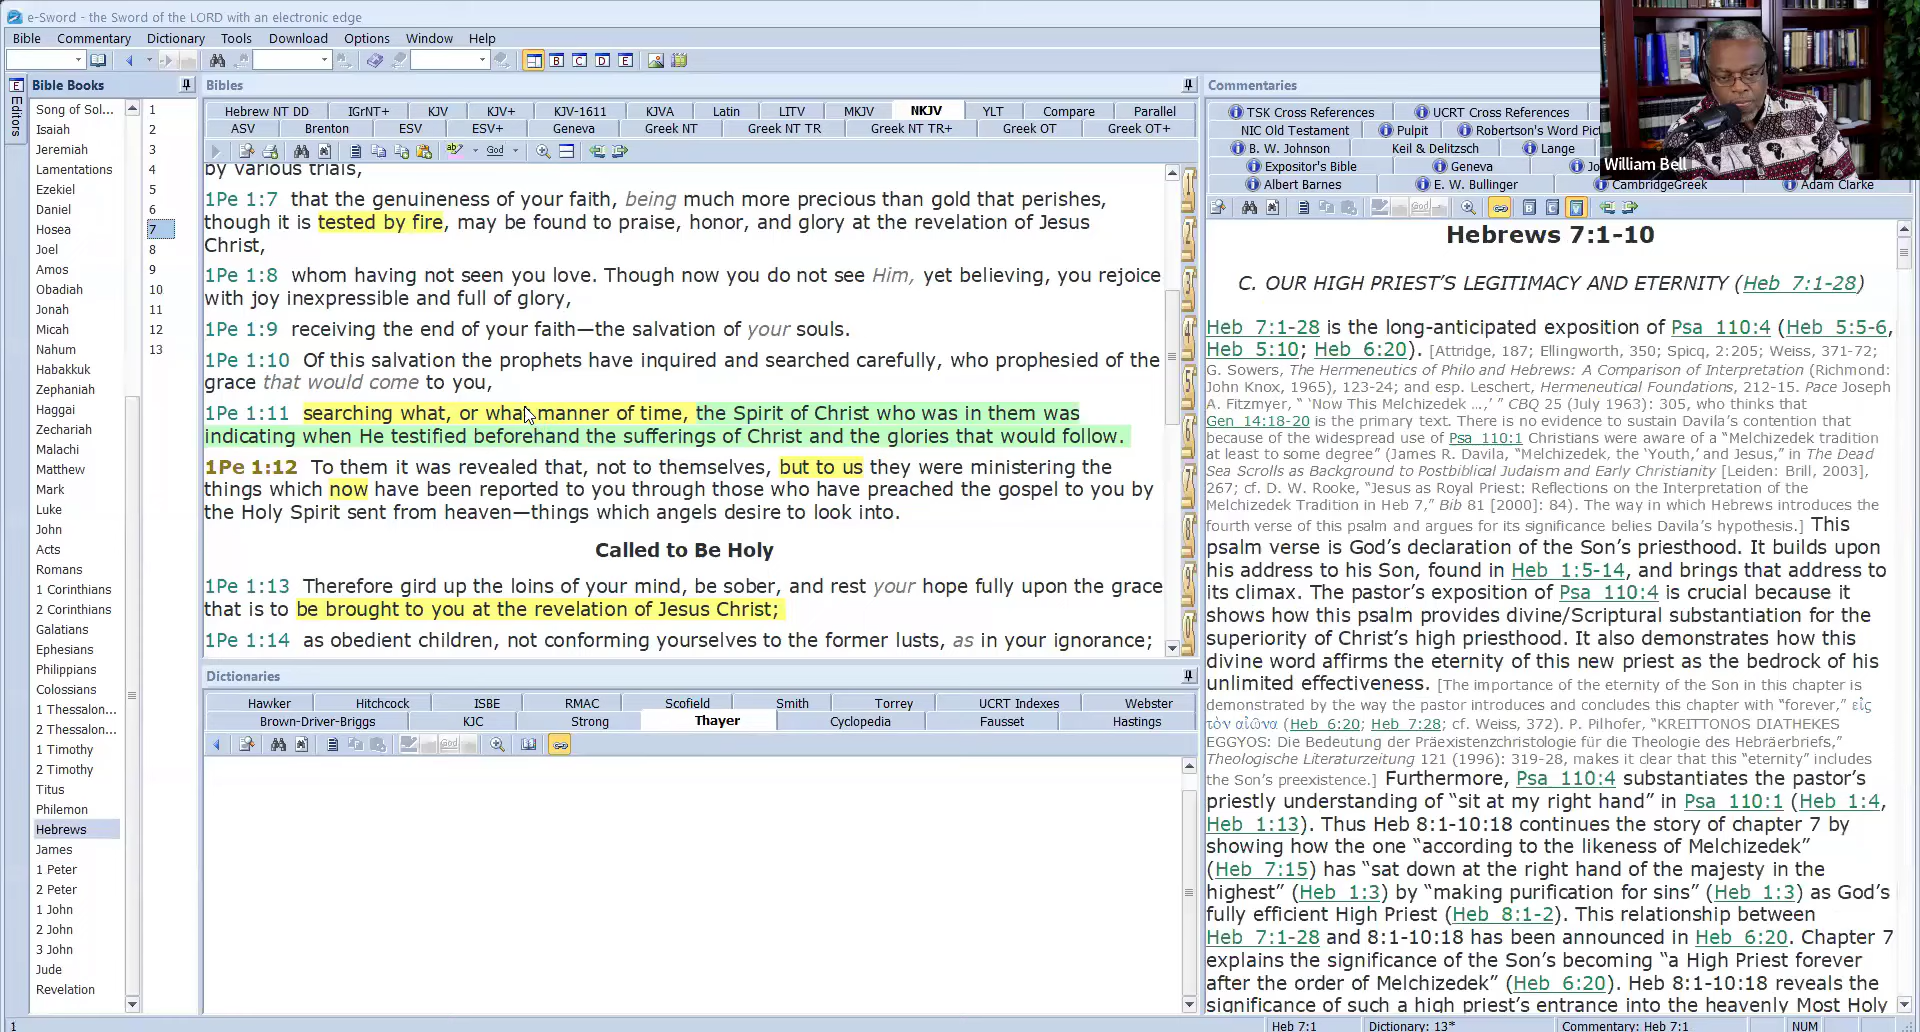 e-Sword - the Sword of the LORD with an electronic edge
Bible Commentary Dictionary Tools Download Options Window Help
B C D E
E Editors
Bible Books
Song of Sol...
Isaiah
Jeremiah
Lamentations
Ezekiel
Daniel
Hosea
Joel
Amos
Obadiah
Jonah
Micah
Nahum
Habakkuk
Zephaniah
Haggai
Zechariah
Malachi
Matthew
Mark
Luke
John
Acts
Romans
1 Corinthians
2 Corinthians
Galatians
Ephesians
Philippians
Colossians
1 Thessalon...
2 Thessalon...
1 Timothy
2 Timothy
Titus
Philemon
Hebrews
James
1 Peter
2 Peter
1 John
2 John
3 John
Jude
Revelation
1
2
3
4
5
6
7
8
9
10
11
12
13
Bibles
Hebrew NT DD IGrNT+ KJV KJV+ KJV-1611 KJVA Latin LITV MKJV NKJV YLT Compare Parallel
ASV Brenton ESV ESV+ Geneva Greek NT Greek NT TR Greek NT TR+ Greek OT Greek OT+
God
by various trials,
1Pe 1:7 that the genuineness of your faith, being much more precious than gold that perishes,
though it is tested by fire, may be found to praise, honor, and glory at the revelation of Jesus
Christ,
1Pe 1:8 whom having not seen you love. Though now you do not see Him, yet believing, you rejoice
with joy inexpressible and full of glory,
1Pe 1:9 receiving the end of your faith—the salvation of your souls.
1Pe 1:10 Of this salvation the prophets have inquired and searched carefully, who prophesied of the
grace that would come to you,
1Pe 1:11 searching what, or what manner of time, the Spirit of Christ who was in them was
indicating when He testified beforehand the sufferings of Christ and the glories that would follow.
1Pe 1:12 To them it was revealed that, not to themselves, but to us they were ministering the
things which now have been reported to you through those who have preached the gospel to you by
the Holy Spirit sent from heaven—things which angels desire to look into.
Called to Be Holy
1Pe 1:13 Therefore gird up the loins of your mind, be sober, and rest your hope fully upon the grace
that is to be brought to you at the revelation of Jesus Christ;
1Pe 1:14 as obedient children, not conforming yourselves to the former lusts, as in your ignorance;
1
2
3
4
5
6
7
8
9
0
Dictionaries
Hawker Hitchcock ISBE RMAC Scofield Smith Torrey UCRT Indexes Webster
Brown-Driver-Briggs KJC Strong Thayer Cyclopedia Fausset Hastings
God
Commentaries
TSK Cross References UCRT Cross References
NIC Old Testament Pulpit Robertson's Word Pic
B. W. Johnson Keil & Delitzsch Lange
Expositor's Bible Geneva Jo
Albert Barnes E. W. Bullinger CambridgeGreek Adam Clarke
William Bell
God B C V
Hebrews 7:1-10
C. OUR HIGH PRIEST'S LEGITIMACY AND ETERNITY (Heb 7:1-28)
Heb 7:1-28 is the long-anticipated exposition of Psa 110:4 (Heb 5:5-6,
Heb 5:10; Heb 6:20). [Attridge, 187; Ellingworth, 350; Spicq, 2:205; Weiss, 371-72;
G. Sowers, The Hermeneutics of Philo and Hebrews: A Comparison of Interpretation (Richmond:
John Knox, 1965), 123-24; and esp. Leschert, Hermeneutical Foundations, 212-15. Pace Joseph
A. Fitzmyer, “ ‘Now This Melchizedek ...,’ ” CBQ 25 (July 1963): 305, who thinks that
Gen 14:18-20 is the primary text. There is no evidence to sustain Davila's contention that
because of the widespread use of Psa 110:1 Christians were aware of a “Melchizedek tradition
at least to some degree” (James R. Davila, “Melchizedek, the ‘Youth,’ and Jesus,” in The Dead
Sea Scrolls as Background to Postbiblical Judaism and Early Christianity [Leiden: Brill, 2003],
267; cf. D. W. Rooke, “Jesus as Royal Priest: Reflections on the Interpretation of the
Melchizedek Tradition in Heb 7,” Bib 81 [2000]: 84). The way in which Hebrews introduces the
fourth verse of this psalm and argues for its significance belies Davila's hypothesis.] This
psalm verse is God's declaration of the Son's priesthood. It builds upon
his address to his Son, found in Heb 1:5-14, and brings that address to
its climax. The pastor's exposition of Psa 110:4 is crucial because it
shows how this psalm provides divine/Scriptural substantiation for the
superiority of Christ's high priesthood. It also demonstrates how this
divine word affirms the eternity of this new priest as the bedrock of his
unlimited effectiveness. [The importance of the eternity of the Son in this chapter is
demonstrated by the way the pastor introduces and concludes this chapter with “forever,” εἰς
τὸν αἰῶνα (Heb 6:20; Heb 7:28; cf. Weiss, 372). P. Pilhofer, “KREITTONOS DIATHEKES
EGGYOS: Die Bedeutung der Präexistenzchristologie für die Theologie des Hebräerbriefs,”
Theologische Literaturzeitung 121 (1996): 319-28, makes it clear that this “eternity” includes
the Son's preexistence.] Furthermore, Psa 110:4 substantiates the pastor's
priestly understanding of “sit at my right hand” in Psa 110:1 (Heb 1:4,
Heb 1:13). Thus Heb 8:1-10:18 continues the story of chapter 7 by
showing how the one “according to the likeness of Melchizedek”
(Heb 7:15) has “sat down at the right hand of the majesty in the
highest” (Heb 1:3) by “making purification for sins” (Heb 1:3) as God's
fully efficient High Priest (Heb 8:1-2). This relationship between
Heb 7:1-28 and 8:1-10:18 has been announced in Heb 6:20. Chapter 7
explains the significance of the Son's becoming “a High Priest forever
after the order of Melchizedek” (Heb 6:20). Heb 8:1-10:18 reveals the
significance of such a high priest's entrance into the heavenly Most Holy
1 Heb 7:1 Dictionary: 13* Commentary: Heb 7:1 NUM